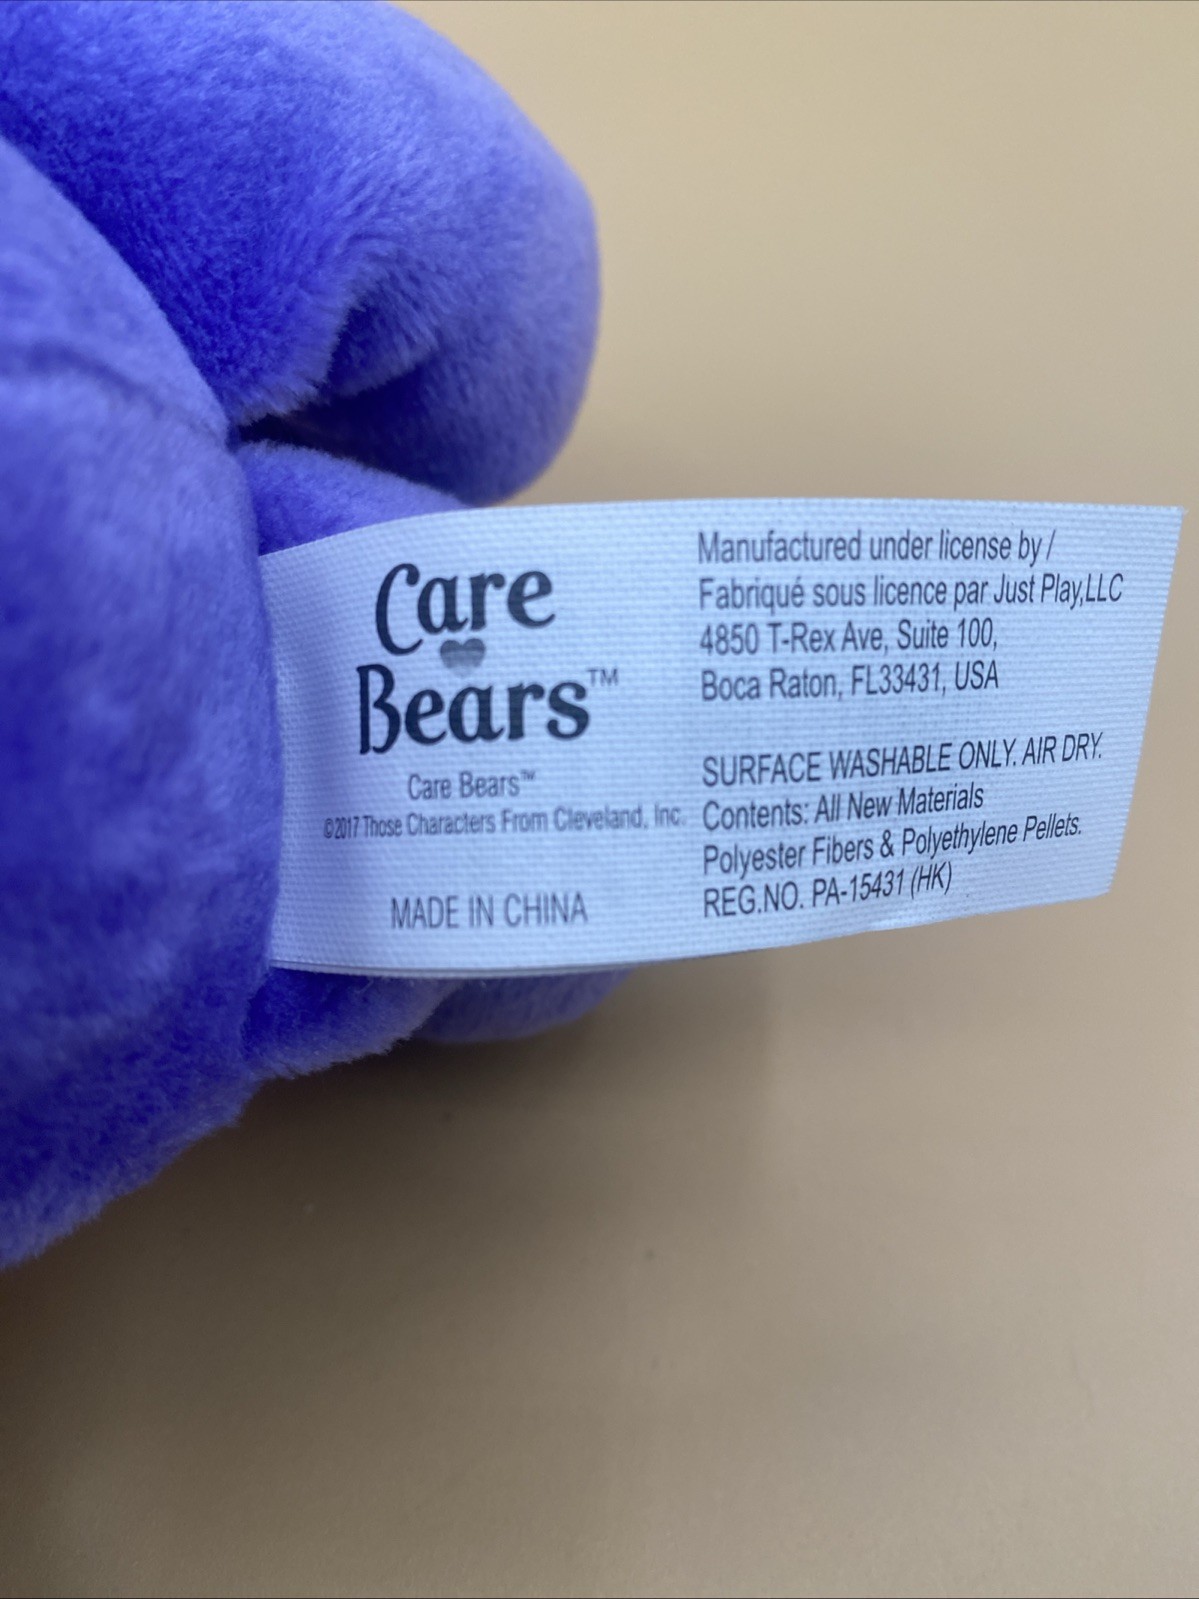 Care
Bears™
Care Bears™
©2017 Those Characters From Cleveland, Inc.
MADE IN CHINA
Manufactured under license by /
Fabriqué sous licence par Just Play,LLC
4850 T-Rex Ave, Suite 100,
Boca Raton, FL33431, USA
SURFACE WASHABLE ONLY. AIR DRY.
Contents: All New Materials
Polyester Fibers & Polyethylene Pellets.
REG.NO. PA-15431 (HK)